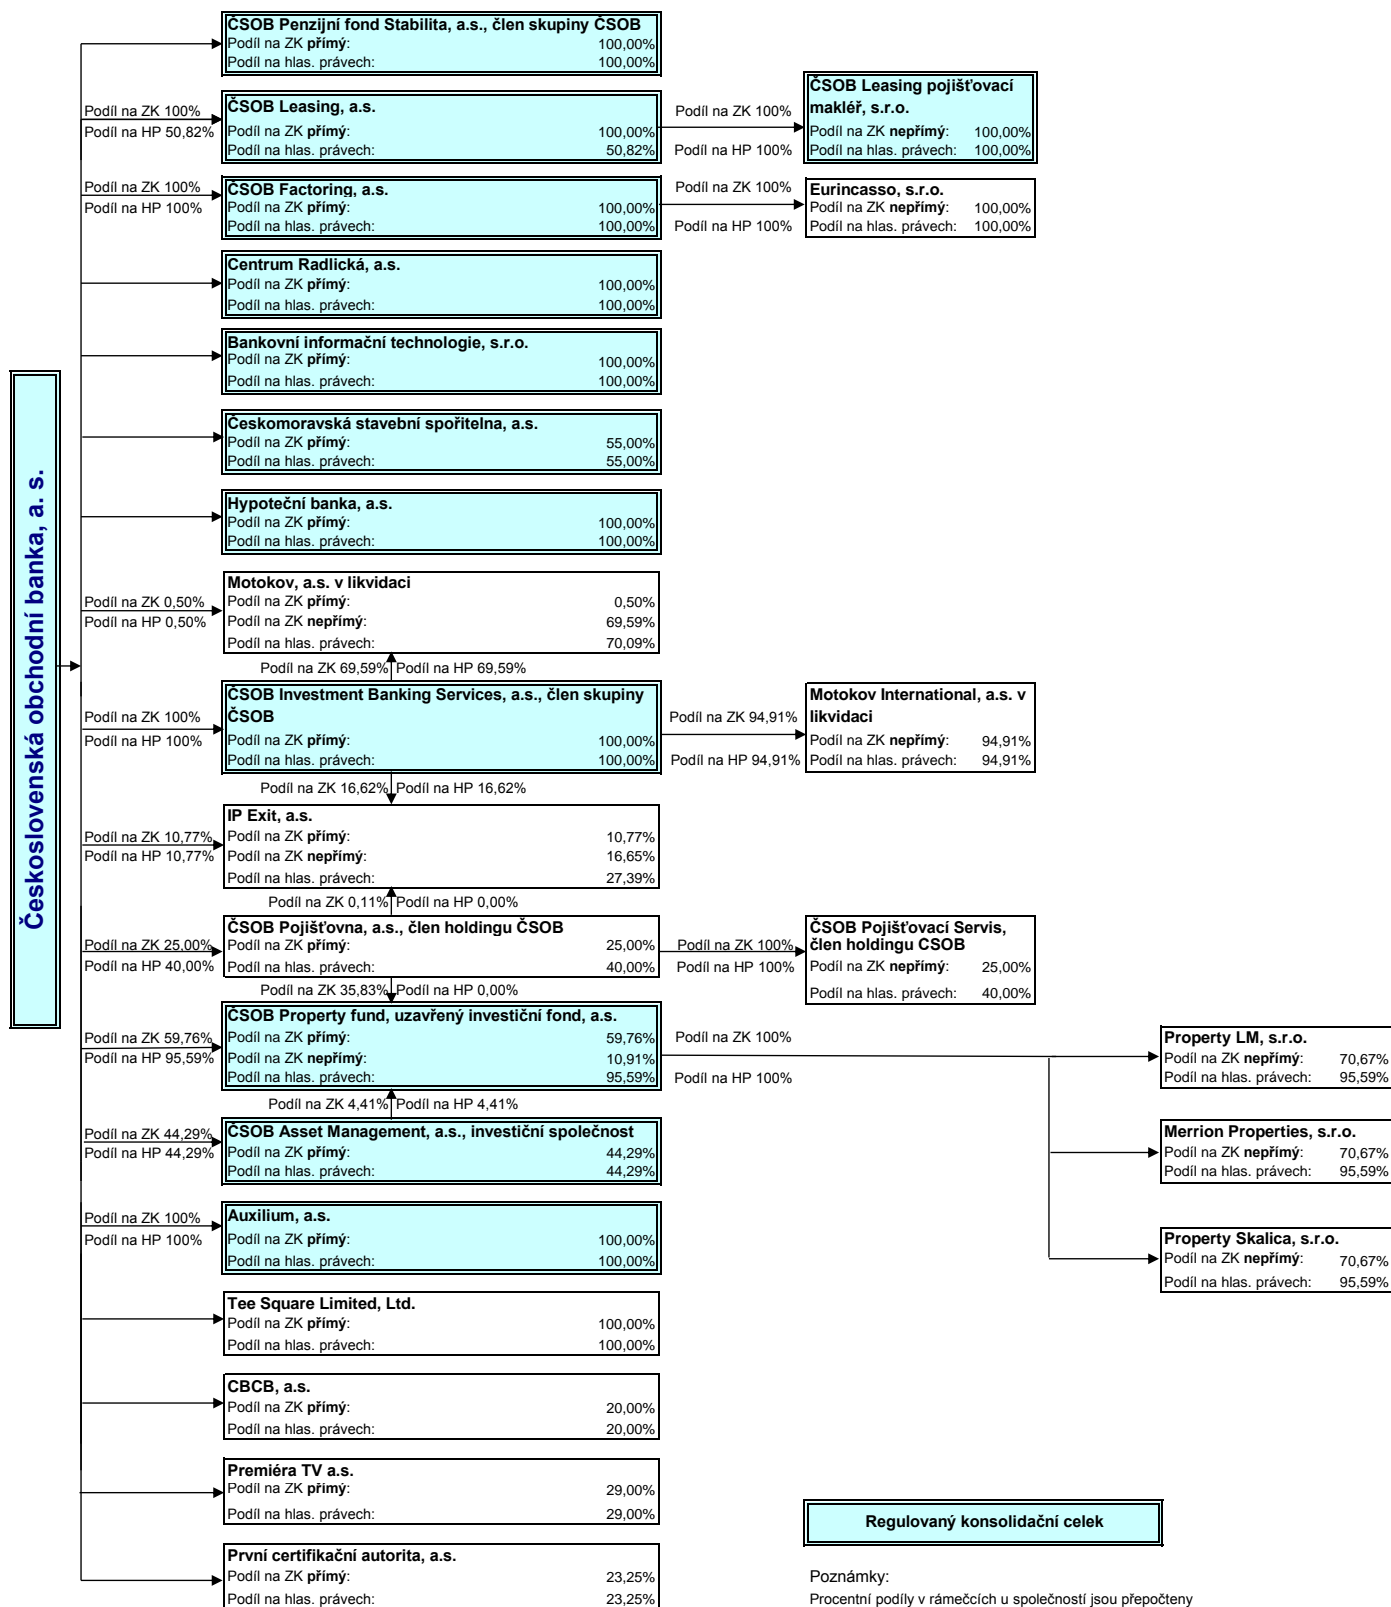 Československá obchodní banka, a. s.
ČSOB Penzijní fond Stabilita, a.s., člen skupiny ČSOB
Podíl na ZK přímý: 100,00%
Podíl na hlas. právech: 100,00%
Podíl na ZK 100%
Podíl na HP 50,82%
ČSOB Leasing, a.s.
Podíl na ZK přímý: 100,00%
Podíl na hlas. právech: 50,82%
Podíl na ZK 100%
Podíl na HP 100%
ČSOB Leasing pojišťovací
makléř, s.r.o.
Podíl na ZK nepřímý: 100,00%
Podíl na hlas. právech: 100,00%
Podíl na ZK 100%
Podíl na HP 100%
ČSOB Factoring, a.s.
Podíl na ZK přímý: 100,00%
Podíl na hlas. právech: 100,00%
Podíl na ZK 100%
Podíl na HP 100%
Eurincasso, s.r.o.
Podíl na ZK nepřímý: 100,00%
Podíl na hlas. právech: 100,00%
Centrum Radlická, a.s.
Podíl na ZK přímý: 100,00%
Podíl na hlas. právech: 100,00%
Bankovní informační technologie, s.r.o.
Podíl na ZK přímý: 100,00%
Podíl na hlas. právech: 100,00%
Českomoravská stavební spořitelna, a.s.
Podíl na ZK přímý: 55,00%
Podíl na hlas. právech: 55,00%
Hypoteční banka, a.s.
Podíl na ZK přímý: 100,00%
Podíl na hlas. právech: 100,00%
Podíl na ZK 0,50%
Podíl na HP 0,50%
Motokov, a.s. v likvidaci
Podíl na ZK přímý: 0,50%
Podíl na ZK nepřímý: 69,59%
Podíl na hlas. právech: 70,09%
Podíl na ZK 69,59% Podíl na HP 69,59%
Podíl na ZK 100%
Podíl na HP 100%
ČSOB Investment Banking Services, a.s., člen skupiny
ČSOB
Podíl na ZK přímý: 100,00%
Podíl na hlas. právech: 100,00%
Podíl na ZK 94,91%
Podíl na HP 94,91%
Motokov International, a.s. v
likvidaci
Podíl na ZK nepřímý: 94,91%
Podíl na hlas. právech: 94,91%
Podíl na ZK 16,62% Podíl na HP 16,62%
Podíl na ZK 10,77%
Podíl na HP 10,77%
IP Exit, a.s.
Podíl na ZK přímý: 10,77%
Podíl na ZK nepřímý: 16,65%
Podíl na hlas. právech: 27,39%
Podíl na ZK 0,11% Podíl na HP 0,00%
Podíl na ZK 25,00%
Podíl na HP 40,00%
ČSOB Pojišťovna, a.s., člen holdingu ČSOB
Podíl na ZK přímý: 25,00%
Podíl na hlas. právech: 40,00%
Podíl na ZK 100%
Podíl na HP 100%
ČSOB Pojišťovací Servis,
člen holdingu CSOB
Podíl na ZK nepřímý: 25,00%
Podíl na hlas. právech: 40,00%
Podíl na ZK 35,83% Podíl na HP 0,00%
Podíl na ZK 59,76%
Podíl na HP 95,59%
ČSOB Property fund, uzavřený investiční fond, a.s.
Podíl na ZK přímý: 59,76%
Podíl na ZK nepřímý: 10,91%
Podíl na hlas. právech: 95,59%
Podíl na ZK 100%
Podíl na HP 100%
Property LM, s.r.o.
Podíl na ZK nepřímý: 70,67%
Podíl na hlas. právech: 95,59%
Podíl na ZK 4,41% Podíl na HP 4,41%
Podíl na ZK 44,29%
Podíl na HP 44,29%
ČSOB Asset Management, a.s., investiční společnost
Podíl na ZK přímý: 44,29%
Podíl na hlas. právech: 44,29%
Merrion Properties, s.r.o.
Podíl na ZK nepřímý: 70,67%
Podíl na hlas. právech: 95,59%
Podíl na ZK 100%
Podíl na HP 100%
Auxilium, a.s.
Podíl na ZK přímý: 100,00%
Podíl na hlas. právech: 100,00%
Property Skalica, s.r.o.
Podíl na ZK nepřímý: 70,67%
Podíl na hlas. právech: 95,59%
Tee Square Limited, Ltd.
Podíl na ZK přímý: 100,00%
Podíl na hlas. právech: 100,00%
CBCB, a.s.
Podíl na ZK přímý: 20,00%
Podíl na hlas. právech: 20,00%
Premiéra TV a.s.
Podíl na ZK přímý: 29,00%
Podíl na hlas. právech: 29,00%
První certifikační autorita, a.s.
Podíl na ZK přímý: 23,25%
Podíl na hlas. právech: 23,25%
Regulovaný konsolidační celek
Poznámky:
Procentní podíly v rámečcích u společností jsou přepočteny